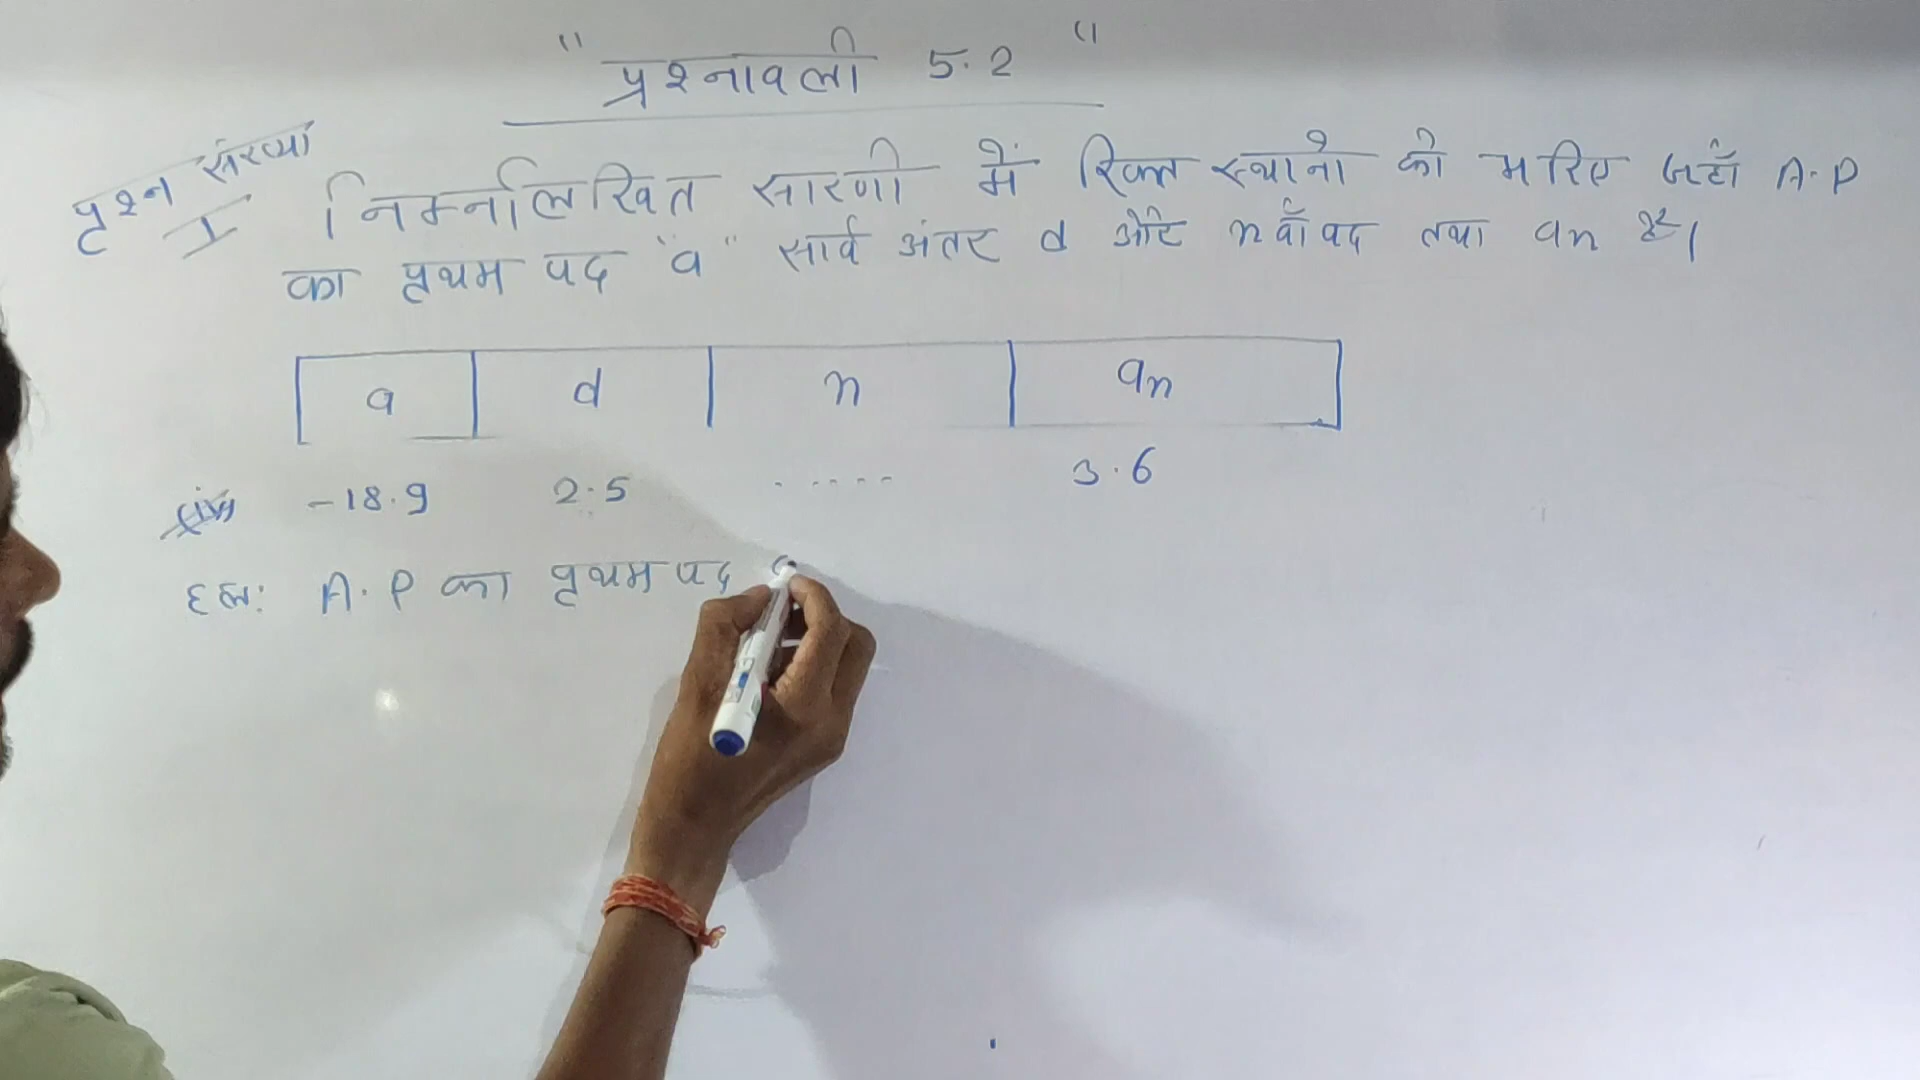 " प्रश्नावली 5.2 "
प्रश्न संख्या
1 निम्नलिखित सारणी में रिक्त स्थानो को भरिए जहाँ A.P
का प्रथम पद "a" सार्व अंतर d और n वाँ पद तथा an है।
a d n an
-18.9 2.5 ..... 3.6
हल: A.P का प्रथम पद